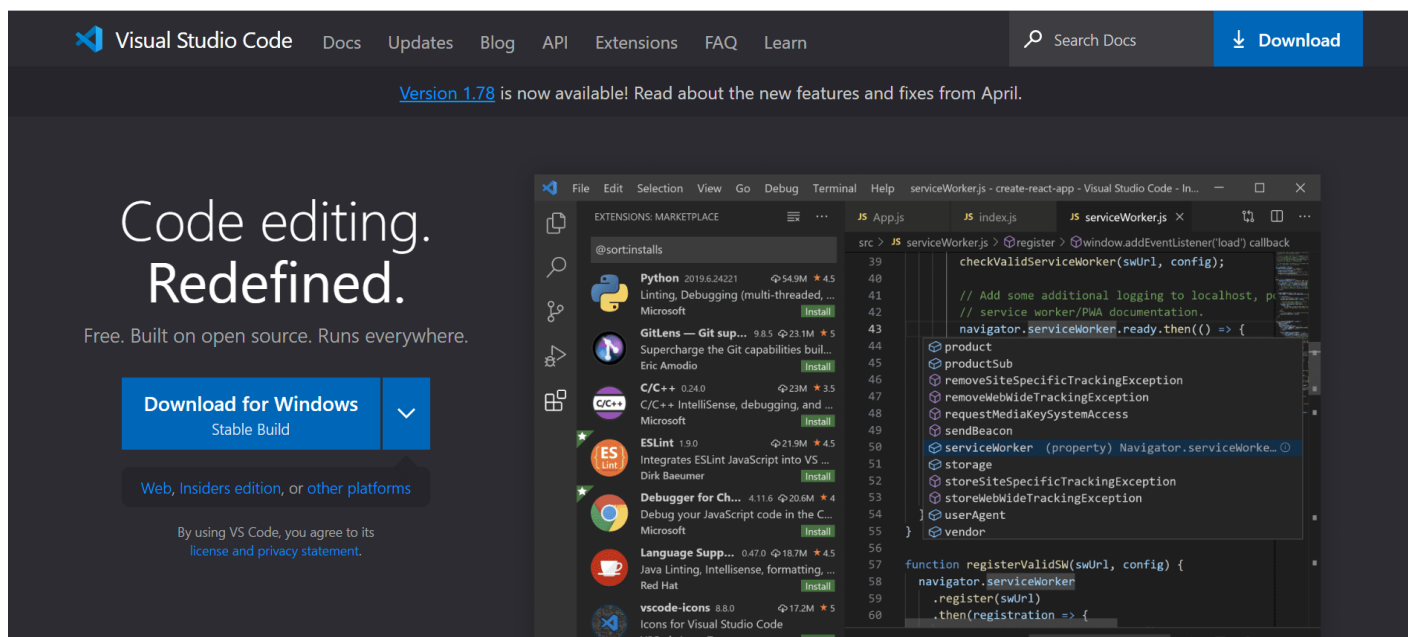 Visual Studio Code Docs Updates Blog API Extensions FAQ Learn Search Docs Download
Version 1.78 is now available! Read about the new features and fixes from April.
Code editing.
Redefined.
Free. Built on open source. Runs everywhere.
Download for Windows
Stable Build
Web, Insiders edition, or other platforms
By using VS Code, you agree to its
license and privacy statement.
File Edit Selection View Go Debug Terminal Help serviceWorker.js - create-react-app - Visual Studio Code - In...
EXTENSIONS: MARKETPLACE
@sort:installs
Python 2019.6.24221 54.9M ★ 4.5
Linting, Debugging (multi-threaded, ...
Microsoft Install
GitLens — Git sup... 9.8.5 23.1M ★ 5
Supercharge the Git capabilities buil...
Eric Amodio Install
C/C++ 0.24.0 23M ★ 3.5
C/C++ IntelliSense, debugging, and ...
Microsoft Install
ESLint 1.9.0 21.9M ★ 4.5
Integrates ESLint JavaScript into VS ...
Dirk Baeumer Install
Debugger for Ch... 4.11.6 20.6M ★ 4
Debug your JavaScript code in the C...
Microsoft Install
Language Supp... 0.47.0 18.7M ★ 4.5
Java Linting, Intellisense, formatting, ...
Red Hat Install
vscode-icons 8.8.0 17.2M ★ 5
Icons for Visual Studio Code
C/C++
ES
Lint
JS App.js JS index.js JS serviceWorker.js
src > JS serviceWorker.js > register > window.addEventListener('load') callback
39 checkValidServiceWorker(swUrl, config);
40
41 // Add some additional logging to localhost, p
42 // service worker/PWA documentation.
43 navigator.serviceWorker.ready.then(() => {
44 product
45 productSub
46 removeSiteSpecificTrackingException
47 removeWebWideTrackingException
48 requestMediaKeySystemAccess
49 sendBeacon
50 serviceWorker (property) Navigator.serviceWorke...
51 storage
52 storeSiteSpecificTrackingException
53 storeWebWideTrackingException
54 } userAgent
55 } vendor
56
57 function registerValidSW(swUrl, config) {
58 navigator.serviceWorker
59 .register(swUrl)
60 .then(registration => {